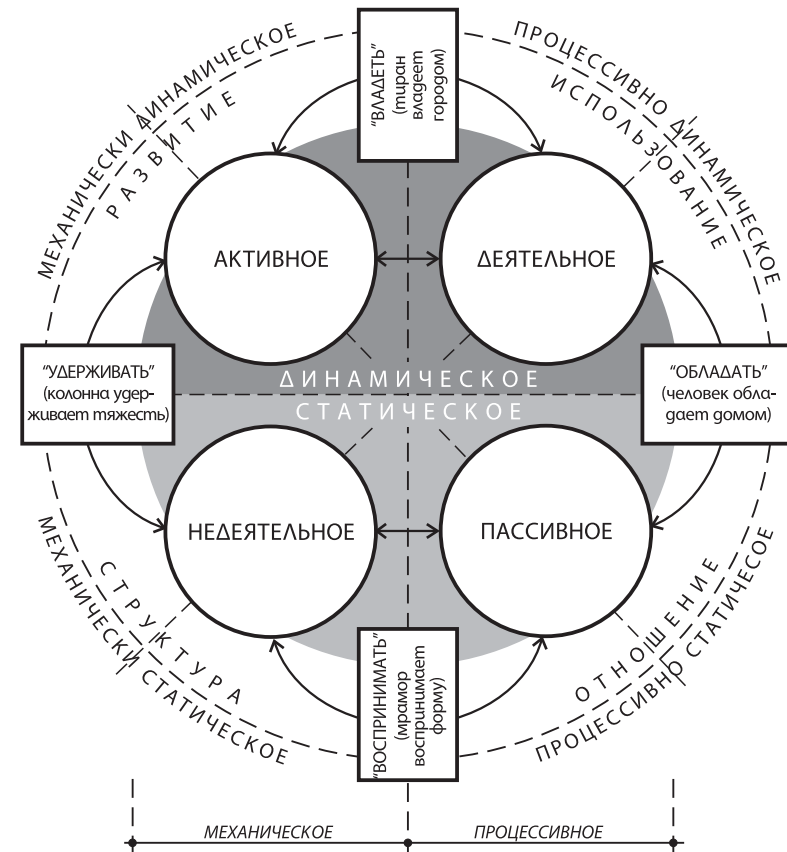 МЕХАНИЧЕСКИ ДИНАМИЧЕСКОЕ
РАЗВИТИЕ
"ВЛАДЕТЬ"
(тиран
владеет
городом)
ПРОЦЕССИВНО ДИНАМИЧЕСКОЕ
ИСПОЛЬЗОВАНИЕ
АКТИВНОЕ
ДЕЯТЕЛЬНОЕ
"УДЕРЖИВАТЬ"
(колонна удер-
живает тяжесть)
ДИНАМИЧЕСКОЕ
СТАТИЧЕСКОЕ
"ОБЛАДАТЬ"
(человек обла-
дает домом)
НЕДЕЯТЕЛЬНОЕ
ПАССИВНОЕ
СТРУКТУРА
МЕХАНИЧЕСКИ СТАТИЧЕСКОЕ
"ВОСПРИНИМАТЬ"
(мрамор
воспринимает
форму)
ОТНОШЕНИЕ
ПРОЦЕССИВНО СТАТИЧЕСОЕ
МЕХАНИЧЕСКОЕ
ПРОЦЕССИВНОЕ